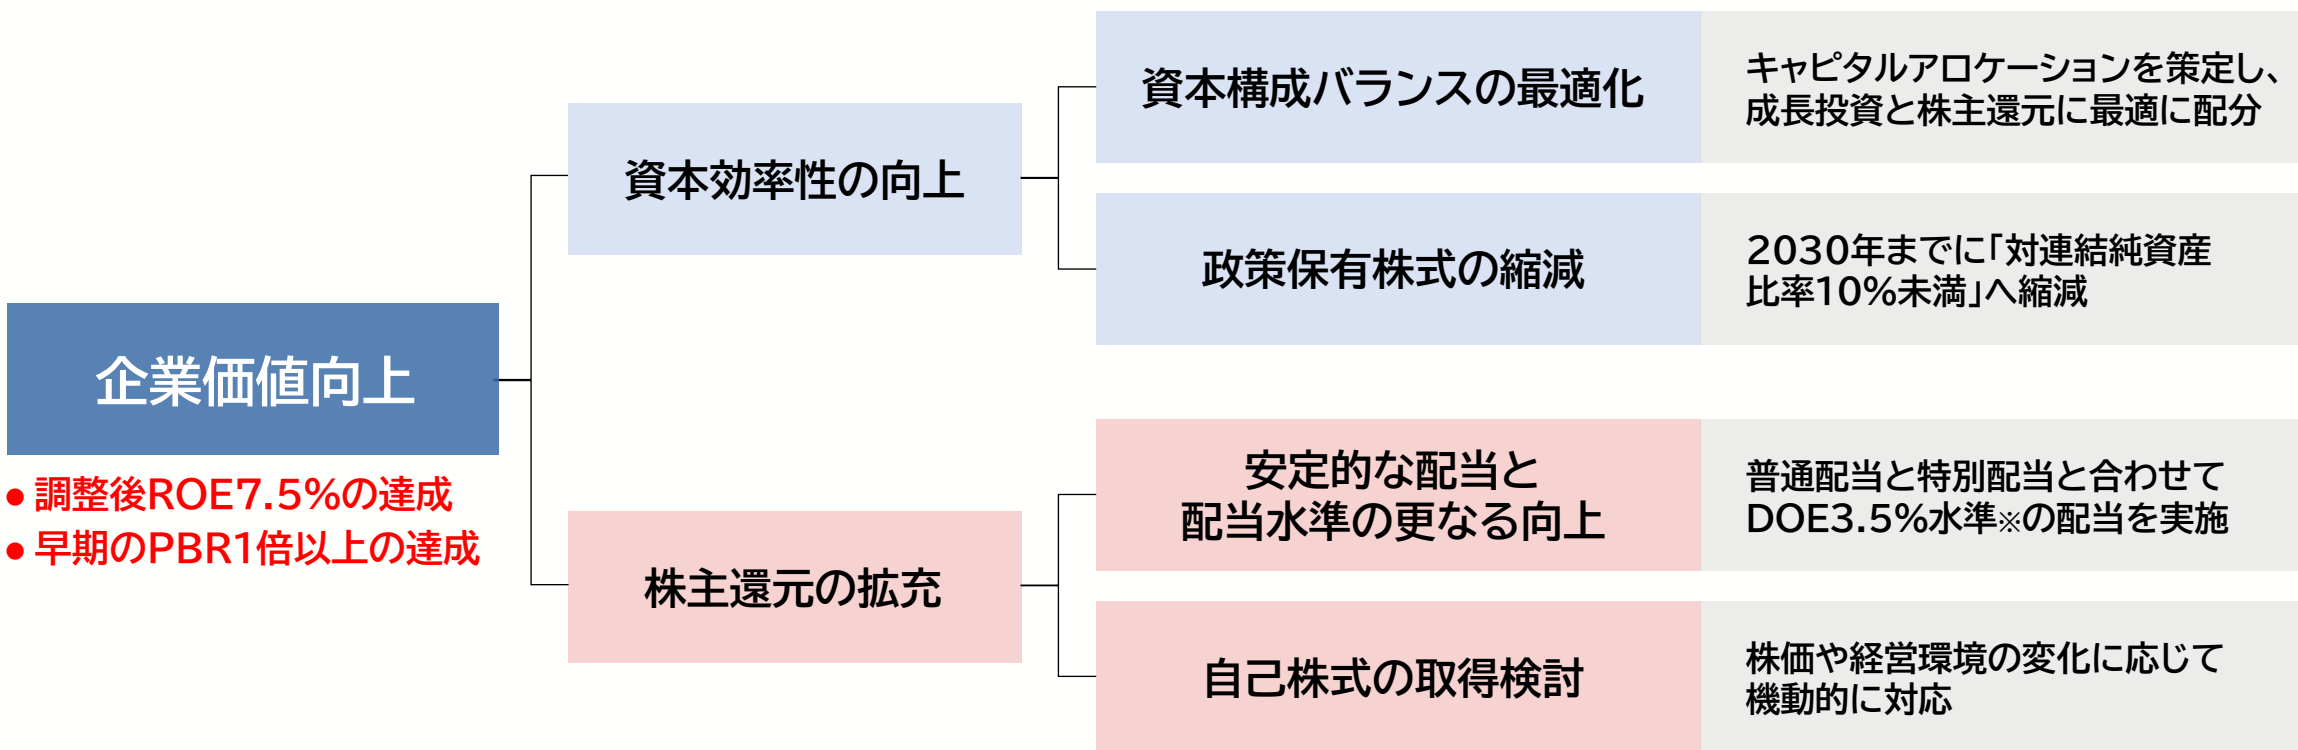 企業価値向上
● 調整後ROE7.5%の達成
● 早期のPBR1倍以上の達成
資本効率性の向上
資本構成バランスの最適化
キャピタルアロケーションを策定し、
成長投資と株主還元に最適に配分
政策保有株式の縮減
2030年までに「対連結純資産
比率10%未満」へ縮減
株主還元の拡充
安定的な配当と
配当水準の更なる向上
普通配当と特別配当と合わせて
DOE3.5%水準※の配当を実施
自己株式の取得検討
株価や経営環境の変化に応じて
機動的に対応